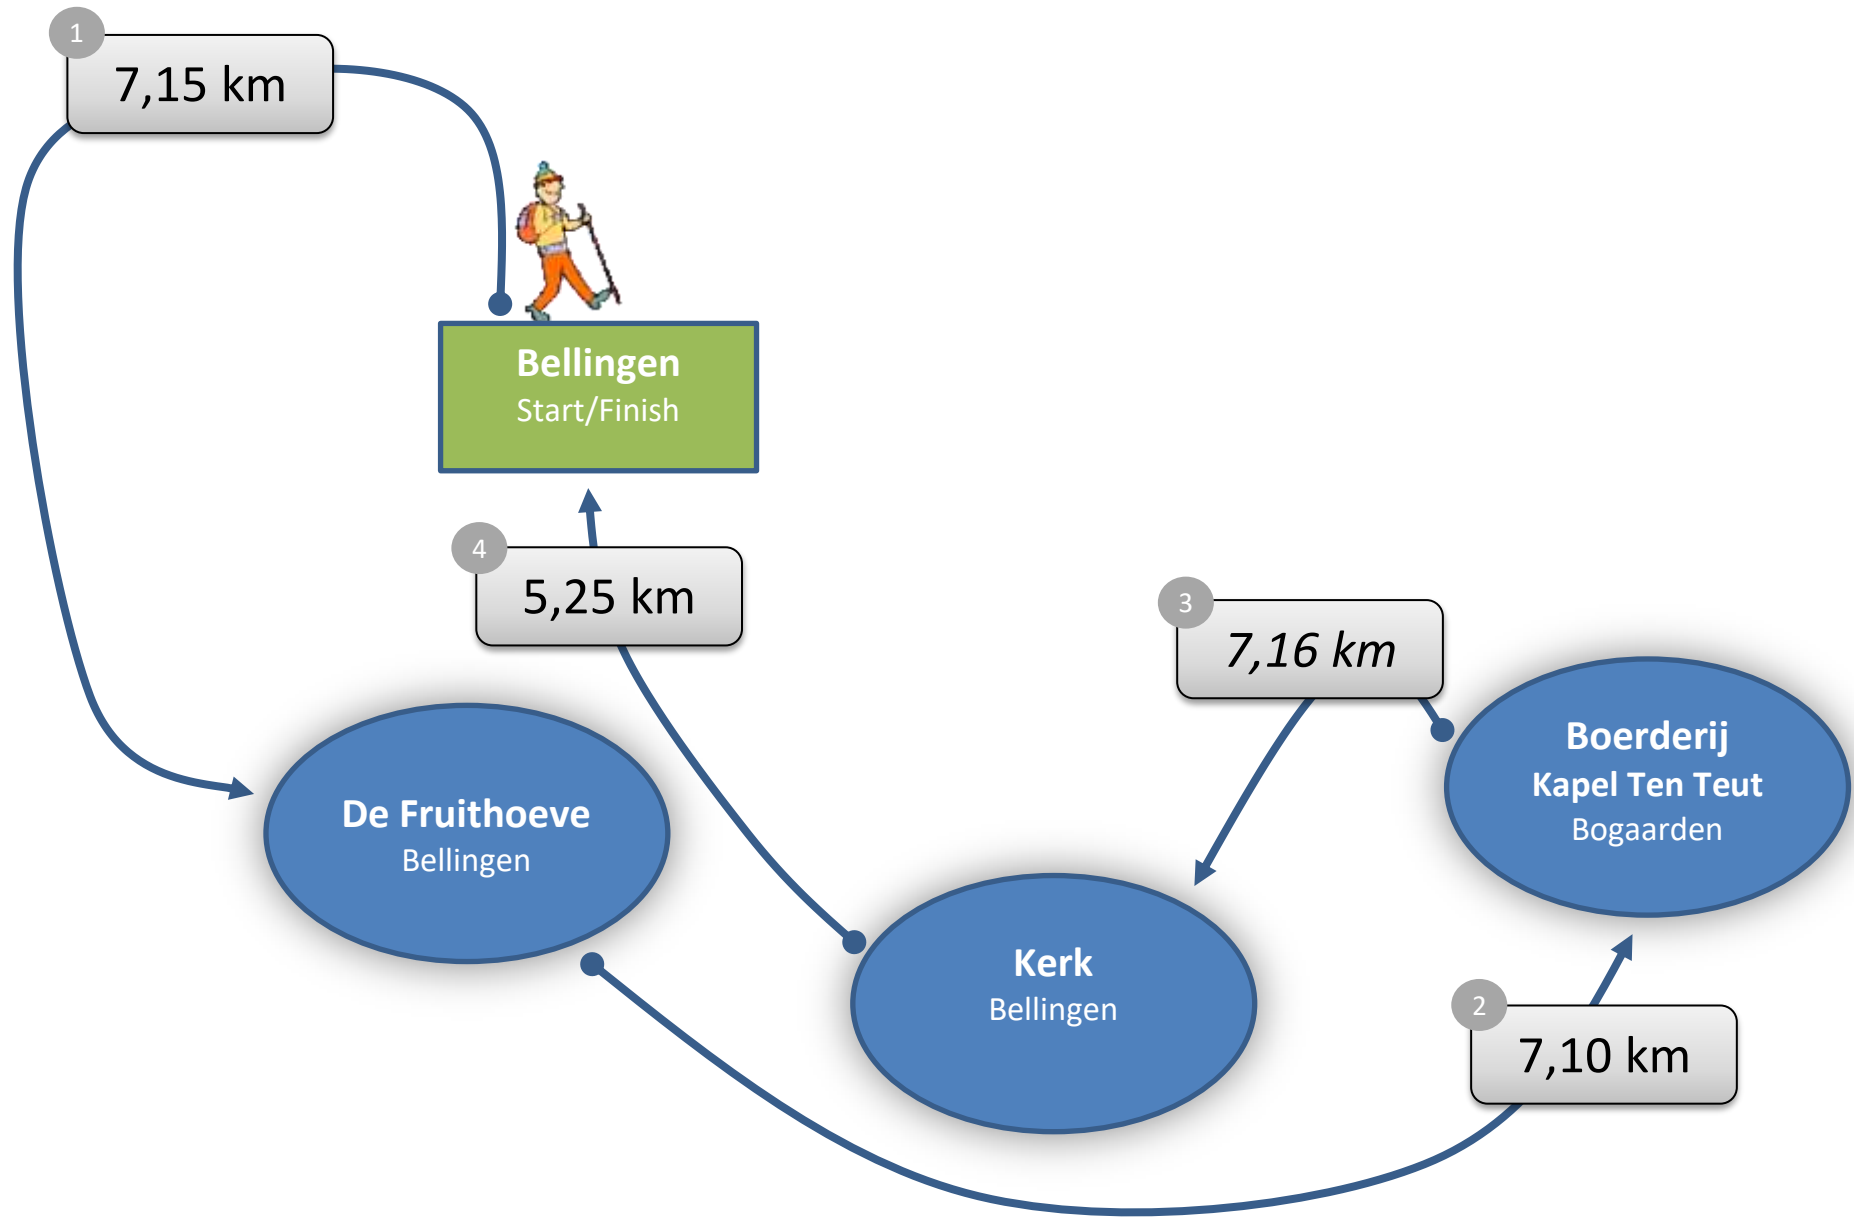 1
7,15 km
Bellingen
Start/Finish
4
5,25 km
3
7,16 km
Boerderij
Kapel Ten Teut
Bogaarden
De Fruithoeve
Bellingen
Kerk
Bellingen
2
7,10 km